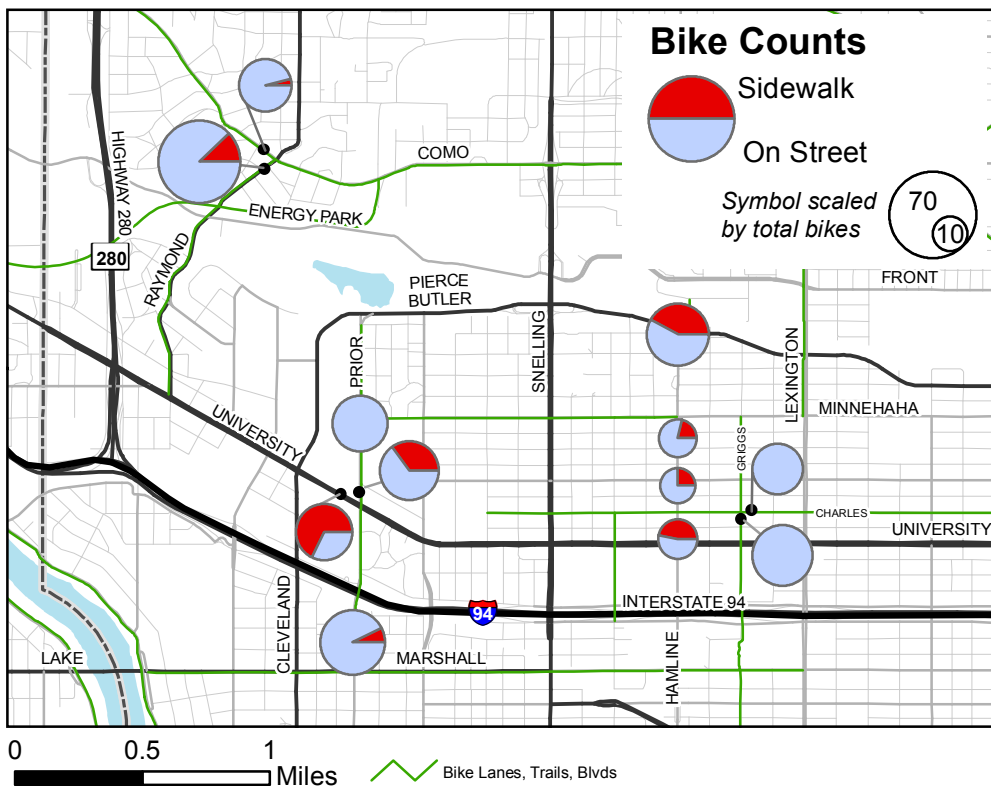 Bike Counts
Sidewalk
On Street
Symbol scaled
by total bikes
70
10
HIGHWAY 280
COMO
ENERGY PARK
280
RAYMOND
PIERCE
BUTLER
FRONT
PRIOR
SNELLING
LEXINGTON
MINNEHAHA
UNIVERSITY
GRIGGS
CHARLES
UNIVERSITY
CLEVELAND
INTERSTATE 94
94
LAKE
MARSHALL
HAMLINE
0 0.5 1
Miles
Bike Lanes, Trails, Blvds